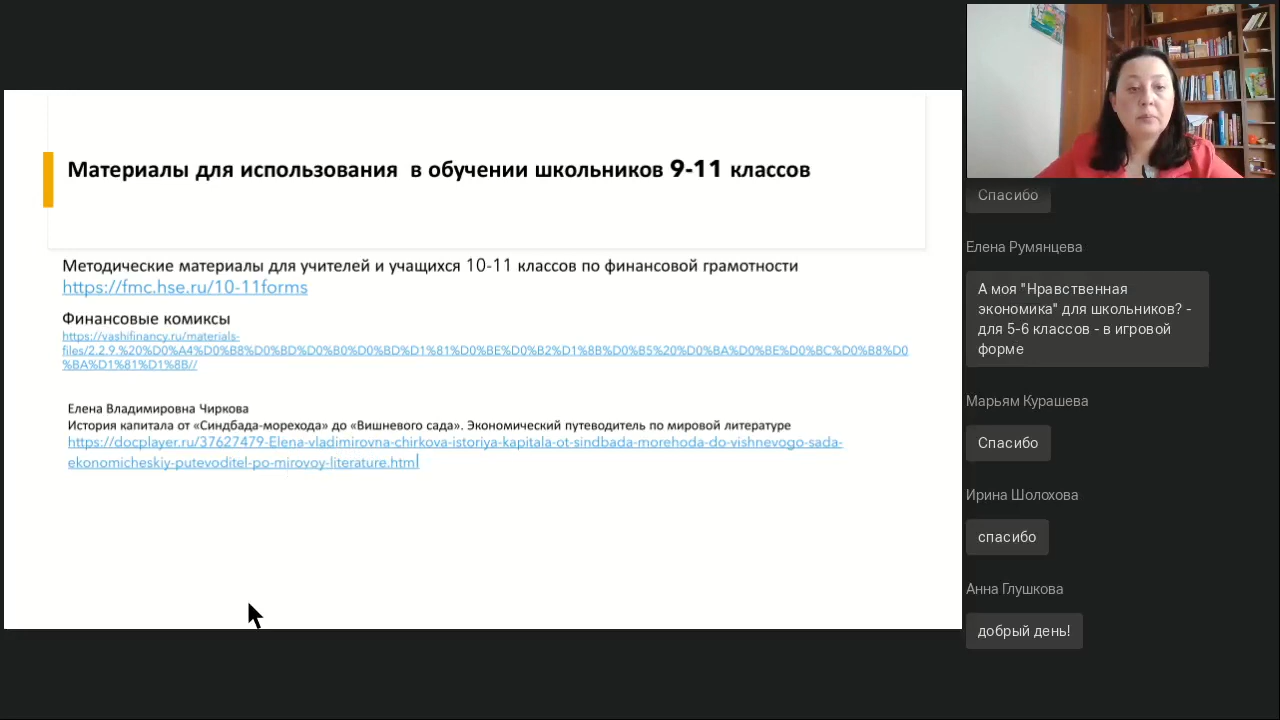 Материалы для использования в обучении школьников 9-11 классов
Методические материалы для учителей и учащихся 10-11 классов по финансовой грамотности
https://fmc.hse.ru/10-11forms
Финансовые комиксы
https://vashifinancy.ru/materials-
files/2.2.9.%20%D0%A4%D0%B8%D0%BD%D0%B0%D0%BD%D1%81%D0%BE%D0%B2%D1%8B%D0%B5%20%D0%BA%D0%BE%D0%BC%D0%B8%D0
%BA%D1%81%D1%8B//
Елена Владимировна Чиркова
История капитала от «Синдбада-морехода» до «Вишневого сада». Экономический путеводитель по мировой литературе
https://docplayer.ru/37627479-Elena-vladimirovna-chirkova-istoriya-kapitala-ot-sindbada-morehoda-do-vishnevogo-sada-
ekonomicheskiy-putevoditel-po-mirovoy-literature.html
Спасибо
Елена Румянцева
А моя "Нравственная
экономика" для школьников? -
для 5-6 классов - в игровой
форме
Марьям Курашева
Спасибо
Ирина Шолохова
спасибо
Анна Глушкова
добрый день!